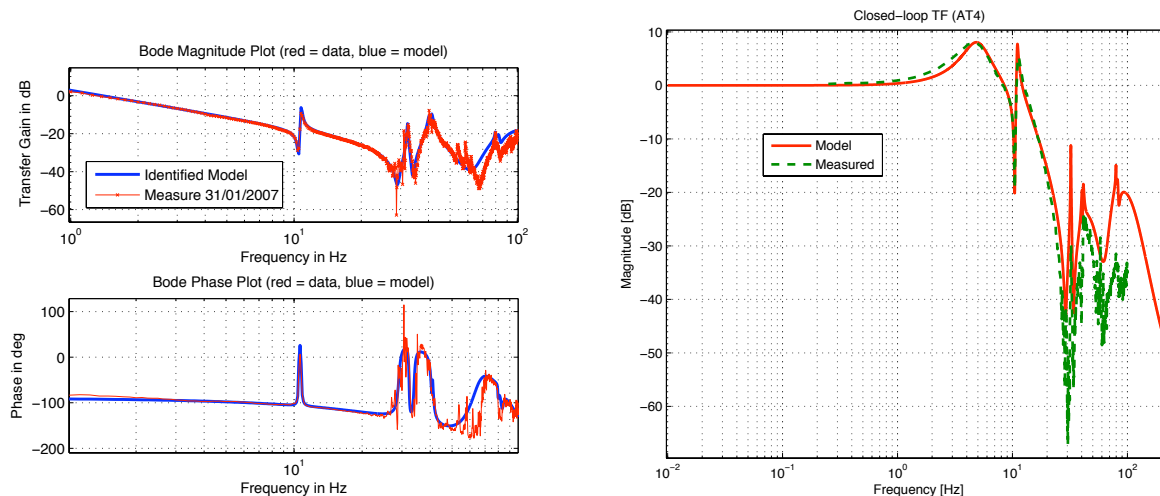 Bode Magnitude Plot (red = data, blue = model)
Transfer Gain in dB
0
−20
−40
−60
Identified Model
Measure 31/01/2007
10^0
10^1
10^2
Frequency in Hz
Bode Phase Plot (red = data, blue = model)
Phase in deg
100
0
−100
−200
10^1
Frequency in Hz
Closed−loop TF (AT4)
Magnitude [dB]
10
0
−10
−20
−30
−40
−50
−60
Model
Measured
10^−2
10^−1
10^0
10^1
10^2
Frequency [Hz]